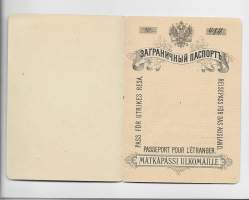 №
ЗАГРАНИЧНЫЙ ПАСПОРТЪ
PASS FÖR UTRIKES RESA.
REISEPASS FÜR DAS AUSLAND.
PASSEPORT POUR L'ÉTRANGER.
MATKAPASSI ULKOMAILLE